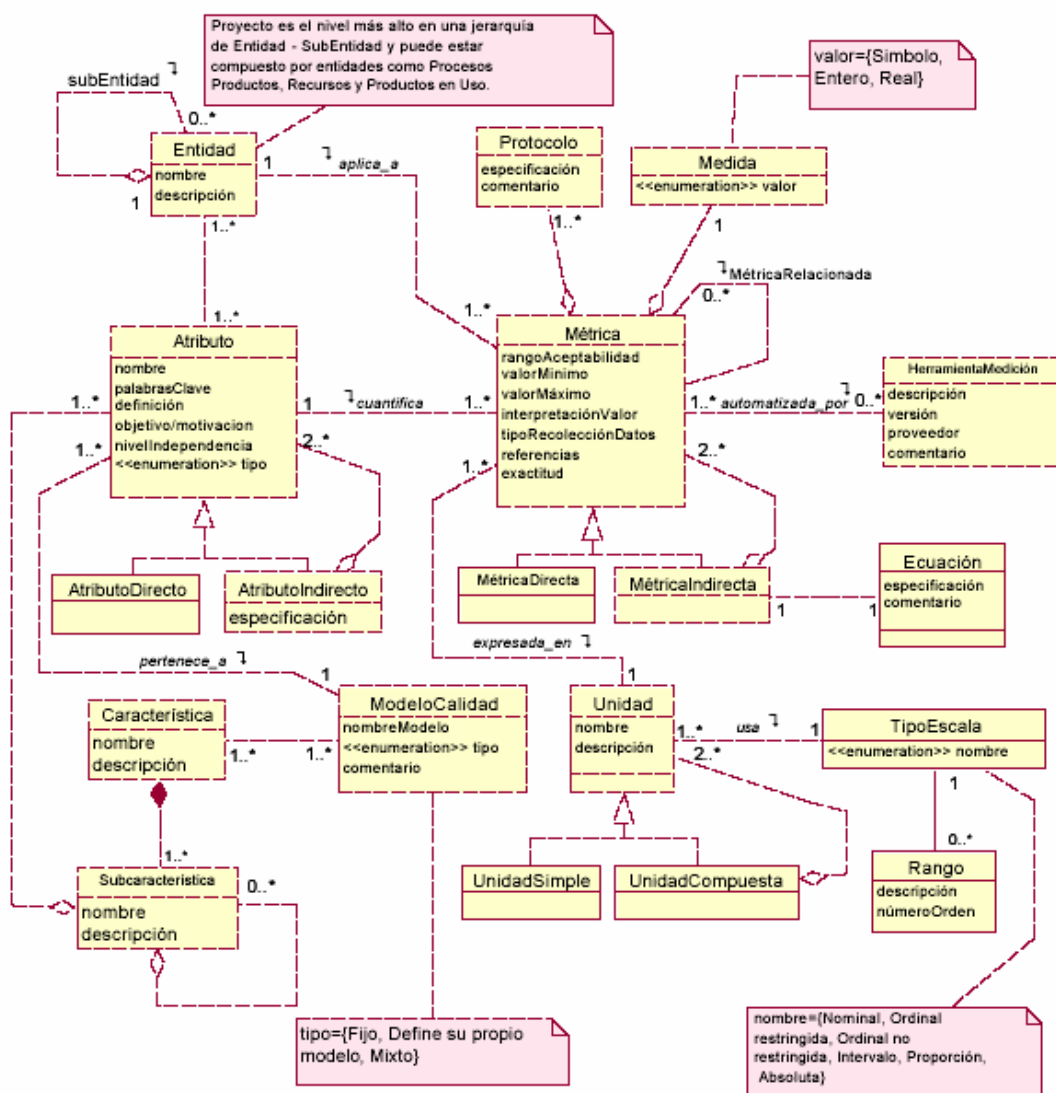 Proyecto es el nivel más alto en una jerarquía
de Entidad - SubEntidad y puede estar
compuesto por entidades como Procesos
Productos, Recursos y Productos en Uso.
valor={Simbolo,
Entero, Real}
subEntidad
0..*
Entidad
nombre
descripción
1
1
1..*
aplica_a
1..*
Protocolo
especificación
comentario
1..*
Medida
<<enumeration>> valor
1
MétricaRelacionada
0..*
1..*
Atributo
nombre
palabrasClave
definición
objetivo/motivacion
nivelIndependencia
<<enumeration>> tipo
1..*
1..*
1
cuantifica
1..*
2..*
Métrica
rangoAceptabilidad
valorMinimo
valorMáximo
interpretaciónValor
tipoRecolecciónDatos
referencias
exactitud
1..*
1..*
automatizada_por
0..*
2..*
HerramientaMedición
descripción
versión
proveedor
comentario
AtributoDirecto
AtributoIndirecto
especificación
MétricaDirecta
MétricaIndirecta
1
1
Ecuación
especificación
comentario
pertenece_a
1
expresada_en
1
Característica
nombre
descripción
1..*
1..*
ModeloCalidad
nombreModelo
<<enumeration>> tipo
comentario
Unidad
nombre
descripción
1..*
usa
1
2..*
TipoEscala
<<enumeration>> nombre
1
0..*
1..*
Subcaracteristica
nombre
descripción
0..*
UnidadSimple
UnidadCompuesta
Rango
descripción
númeroOrden
tipo={Fijo, Define su propio
modelo, Mixto}
nombre={Nominal, Ordinal
restringida, Ordinal no
restringida, Intervalo, Proporción,
Absoluta}